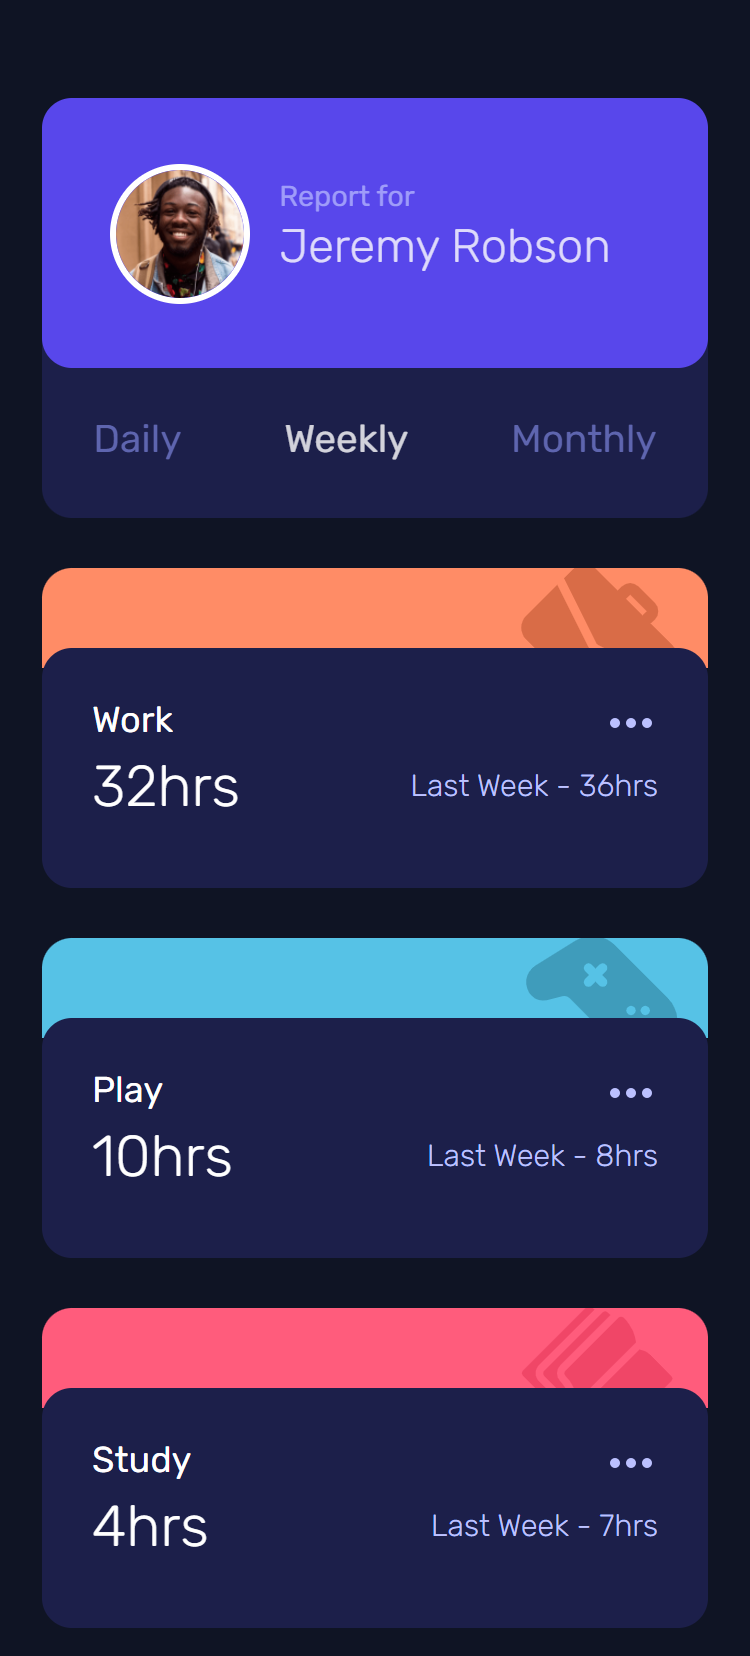 Report for
Jeremy Robson
Daily Weekly Monthly
Work
32hrs Last Week - 36hrs
Play
10hrs Last Week - 8hrs
Study
4hrs Last Week - 7hrs